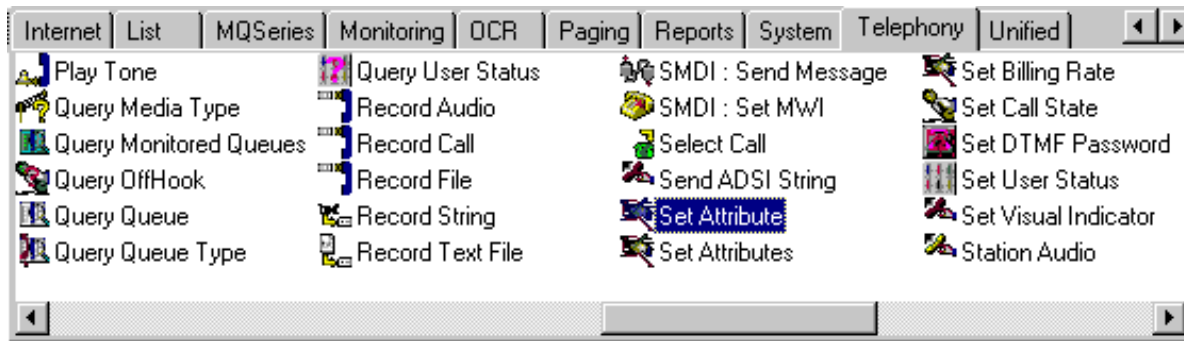 Internet List MQSeries Monitoring OCR Paging Reports System Telephony Unified
Play Tone
Query Media Type
Query Monitored Queues
Query OffHook
Query Queue
Query Queue Type
Query User Status
Record Audio
Record Call
Record File
Record String
Record Text File
SMDI : Send Message
SMDI : Set MWI
Select Call
Send ADSI String
Set Attribute
Set Attributes
Set Billing Rate
Set Call State
Set DTMF Password
Set User Status
Set Visual Indicator
Station Audio